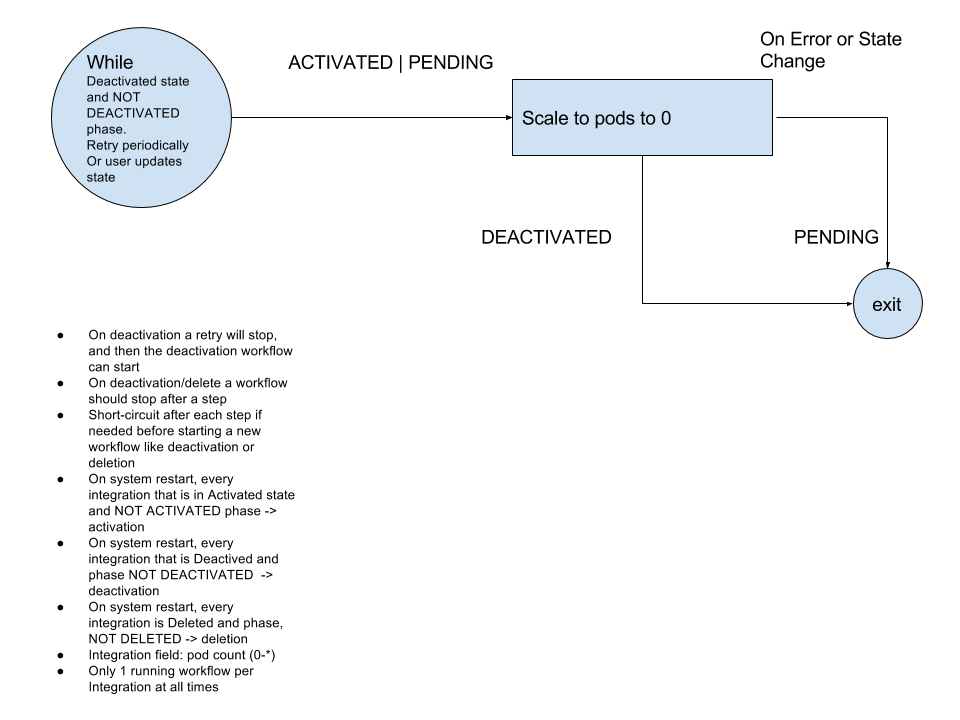 While
Deactivated state
and NOT
DEACTIVATED
phase.
Retry periodically
Or user updates
state
ACTIVATED | PENDING
Scale to pods to 0
On Error or State
Change
DEACTIVATED
PENDING
exit
● On deactivation a retry will stop,
and then the deactivation workflow
can start
● On deactivation/delete a workflow
should stop after a step
● Short-circuit after each step if
needed before starting a new
workflow like deactivation or
deletion
● On system restart, every
integration that is in Activated state
and NOT ACTIVATED phase ->
activation
● On system restart, every
integration that is Deactived and
phase NOT DEACTIVATED  ->
deactivation
● On system restart, every
integration is Deleted and phase,
NOT DELETED -> deletion
● Integration field: pod count (0-*)
● Only 1 running workflow per
Integration at all times